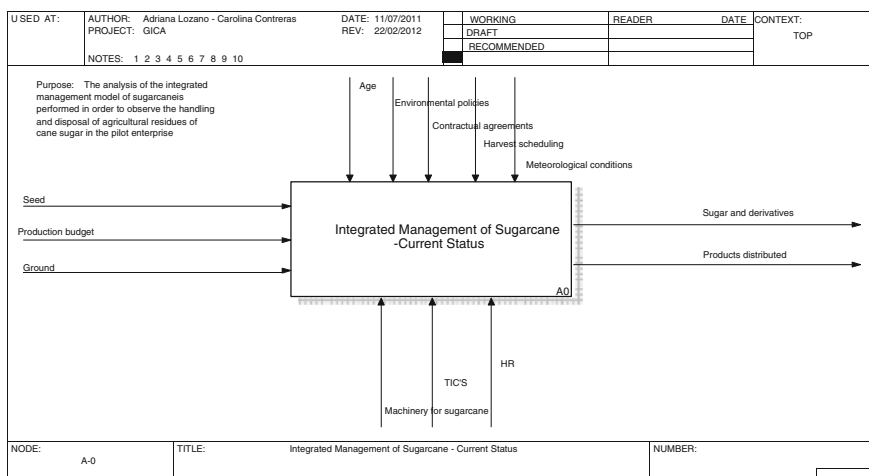 USED AT:
AUTHOR: Adriana Lozano - Carolina Contreras
DATE: 11/07/2011
PROJECT: GICA
REV: 22/02/2012
NOTES: 1 2 3 4 5 6 7 8 9 10
WORKING
DRAFT
RECOMMENDED
READER
DATE
CONTEXT:
TOP
Purpose: The analysis of the integrated
management model of sugarcaneis
performed in order to observe the handling
and disposal of agricultural residues of
cane sugar in the pilot enterprise
Age
Environmental policies
Contractual agreements
Harvest scheduling
Meteorological conditions
Seed
Production budget
Ground
Integrated Management of Sugarcane
-Current Status
A0
Sugar and derivatives
Products distributed
HR
TIC'S
Machinery for sugarcane
NODE:
A-0
TITLE:
Integrated Management of Sugarcane - Current Status
NUMBER: